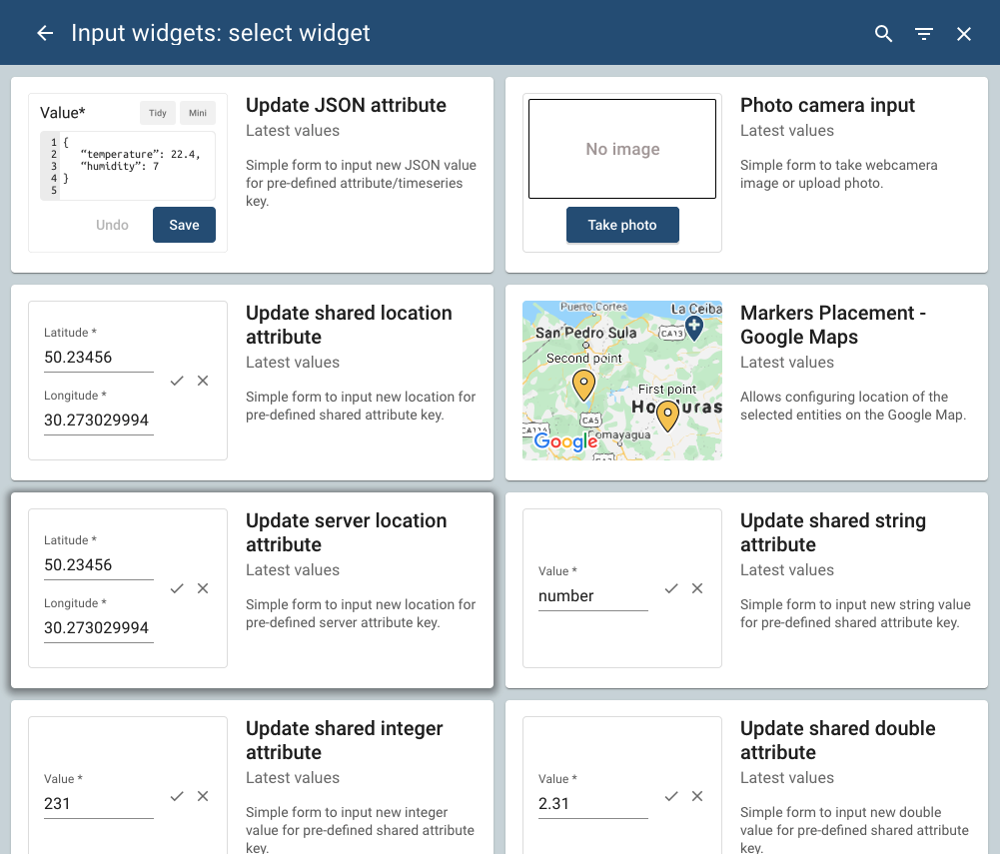 Input widgets: select widget
Value*
Tidy
Mini
1 {
2 “temperature”: 22.4,
3 “humidity”: 7
4 }
5
Undo
Save
Update JSON attribute
Latest values
Simple form to input new JSON value
for pre-defined attribute/timeseries
key.
No image
Take photo
Photo camera input
Latest values
Simple form to take webcamera
image or upload photo.
Latitude *
50.23456
Longitude *
30.273029994
Update shared location
attribute
Latest values
Simple form to input new location for
pre-defined shared attribute key.
Puerto Cortes
La Ceiba
San Pedro Sula
CA13
Second point
First point
Honduras
CA5
Comayagua
Google
Markers Placement -
Google Maps
Latest values
Allows configuring location of the
selected entities on the Google Map.
Latitude *
50.23456
Longitude *
30.273029994
Update server location
attribute
Latest values
Simple form to input new location for
pre-defined server attribute key.
Value *
number
Update shared string
attribute
Latest values
Simple form to input new string value
for pre-defined shared attribute key.
Value *
231
Update shared integer
attribute
Latest values
Simple form to input new integer
value for pre-defined shared attribute
key.
Value *
2.31
Update shared double
attribute
Latest values
Simple form to input new double
value for pre-defined shared attribute
key.